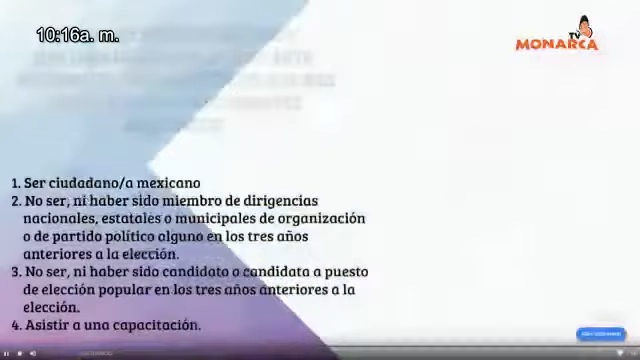 10:16a. m.
TV
MONARCA
1. Ser ciudadano/a mexicano
2. No ser, ni haber sido miembro de dirigencias
nacionales, estatales o municipales de organización
o de partido político alguno en los tres años
anteriores a la elección.
3. No ser, ni haber sido candidato o candidata a puesto
de elección popular en los tres años anteriores a la
elección.
4. Asistir a una capacitación.